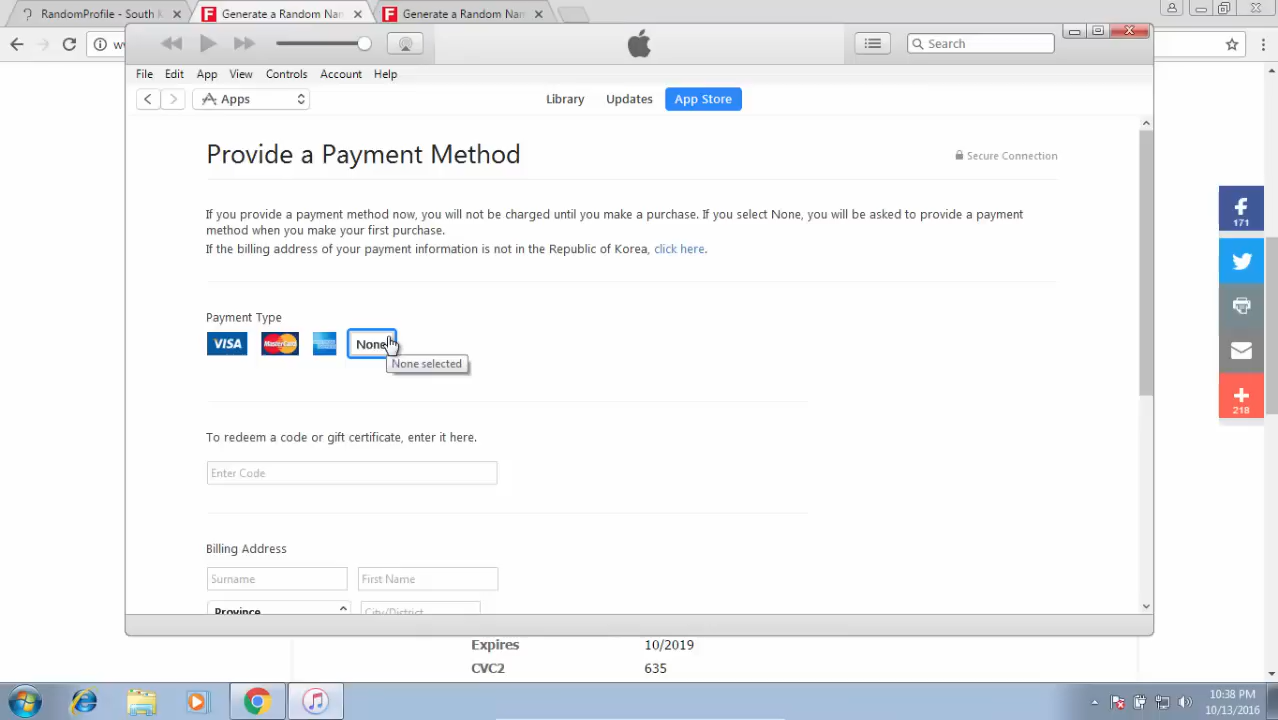 RandomProfile - South K
Generate a Random Nam
Generate a Random Nam
File Edit App View Controls Account Help
Search
Apps
Library Updates App Store
Provide a Payment Method
Secure Connection
If you provide a payment method now, you will not be charged until you make a purchase. If you select None, you will be asked to provide a payment
method when you make your first purchase.
If the billing address of your payment information is not in the Republic of Korea, click here.
Payment Type
VISA MasterCard None
None selected
To redeem a code or gift certificate, enter it here.
Enter Code
Billing Address
Surname First Name
Province City/District
171
218
Expires 10/2019
CVC2 635
10:38 PM
10/13/2016